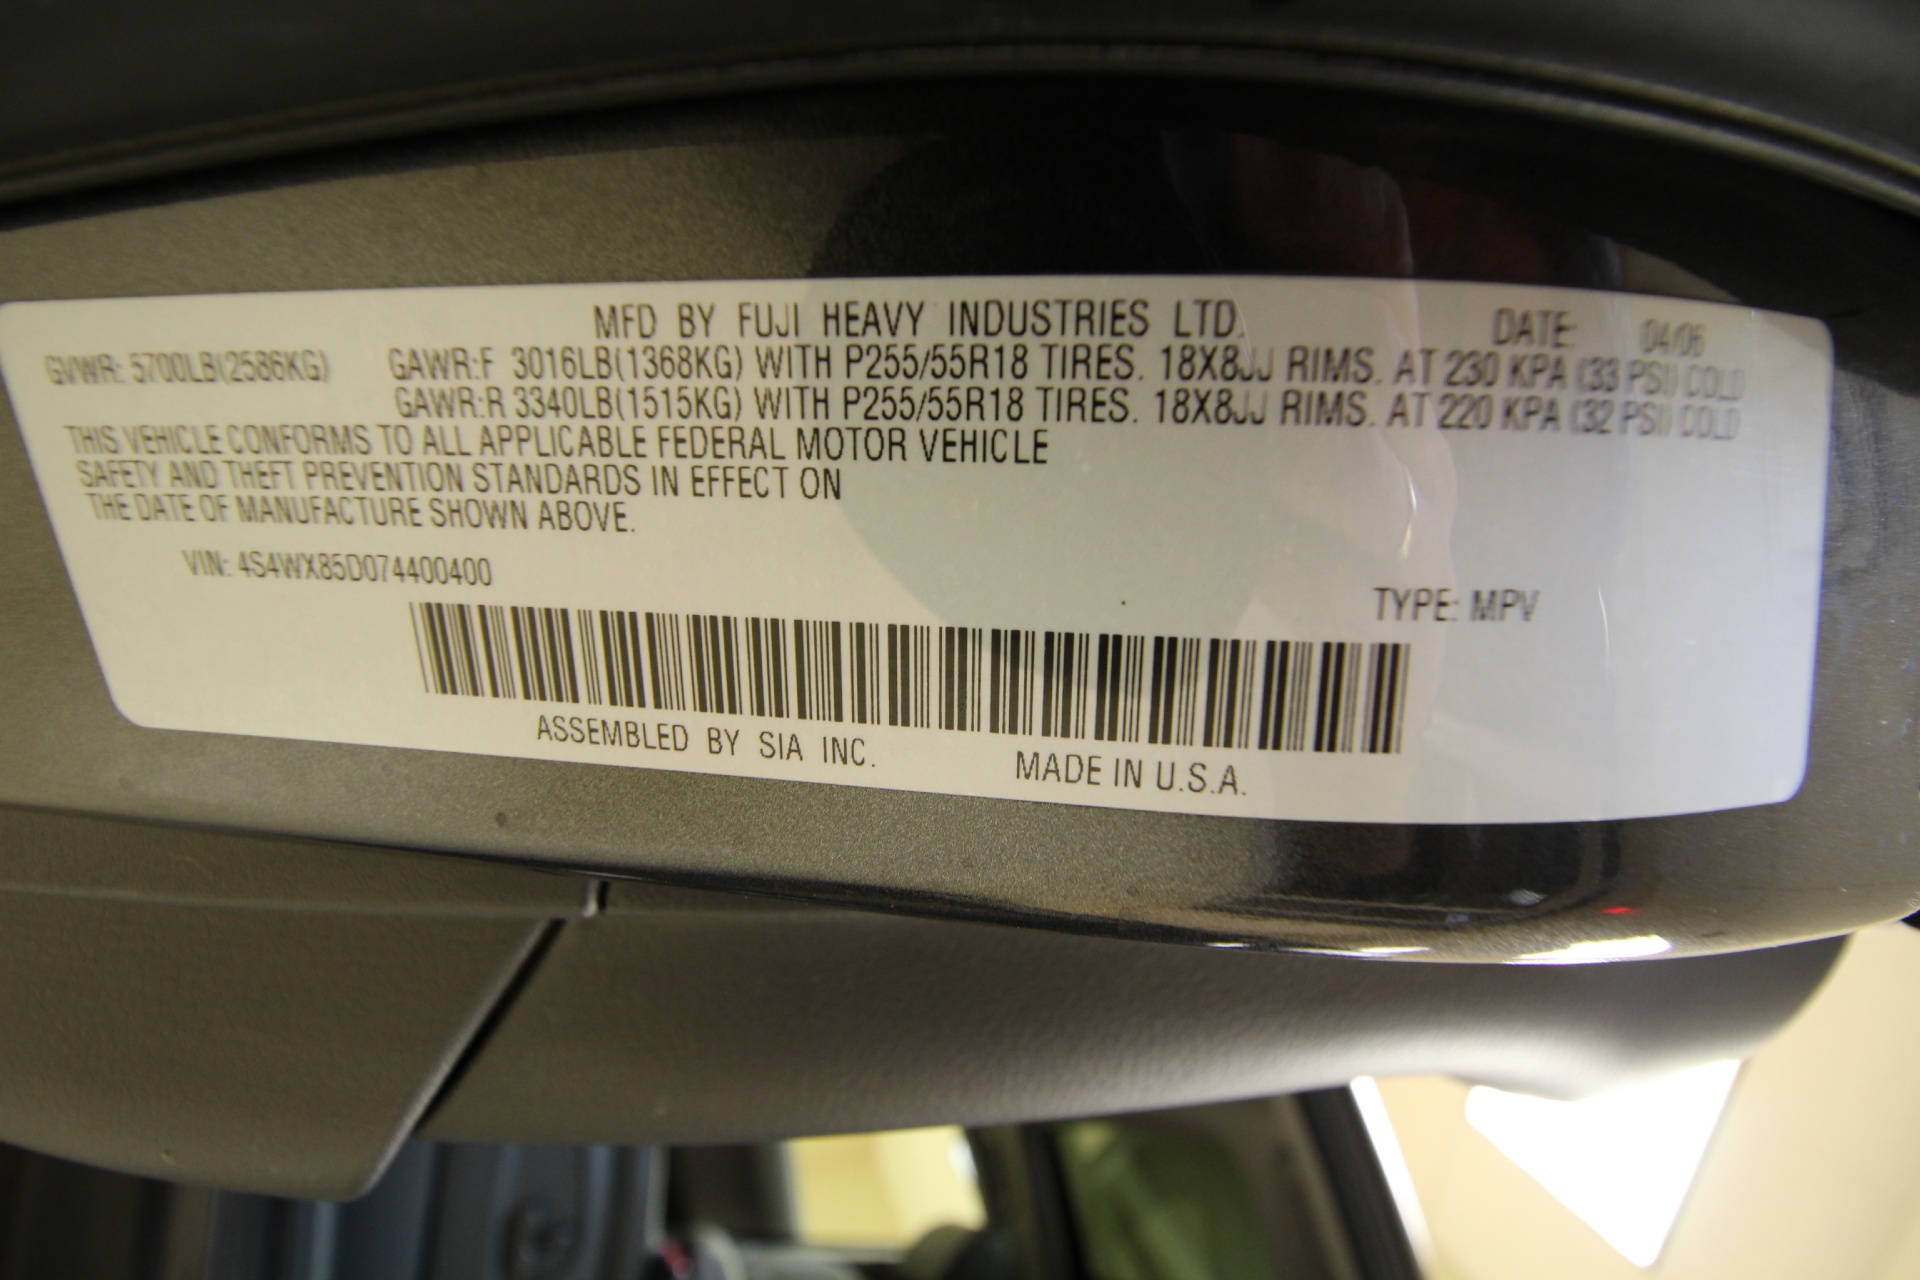 MFD BY FUJI HEAVY INDUSTRIES LTD. DATE: 04/06
GVWR: 5700LB(2586KG) GAWR:F 3016LB(1368KG) WITH P255/55R18 TIRES. 18X8JJ RIMS. AT 230 KPA (33 PSI) COLD
GAWR:R 3340LB(1515KG) WITH P255/55R18 TIRES. 18X8JJ RIMS. AT 220 KPA (32 PSI) COLD
THIS VEHICLE CONFORMS TO ALL APPLICABLE FEDERAL MOTOR VEHICLE
SAFETY AND THEFT PREVENTION STANDARDS IN EFFECT ON
THE DATE OF MANUFACTURE SHOWN ABOVE.
VIN: 4S4WX85D074400400
TYPE: MPV
ASSEMBLED BY SIA INC. MADE IN U.S.A.